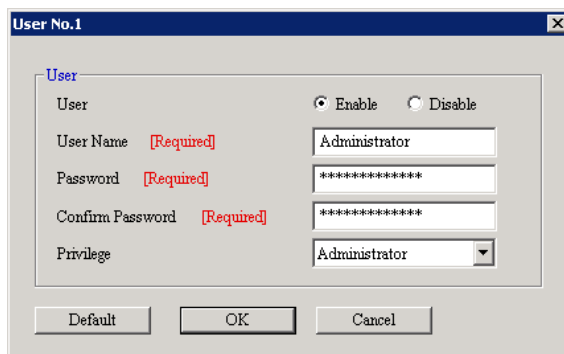 User No.1
User
User Enable Disable
User Name [Required] Administrator
Password [Required] *************
Confirm Password [Required] *************
Privilege Administrator
Default OK Cancel